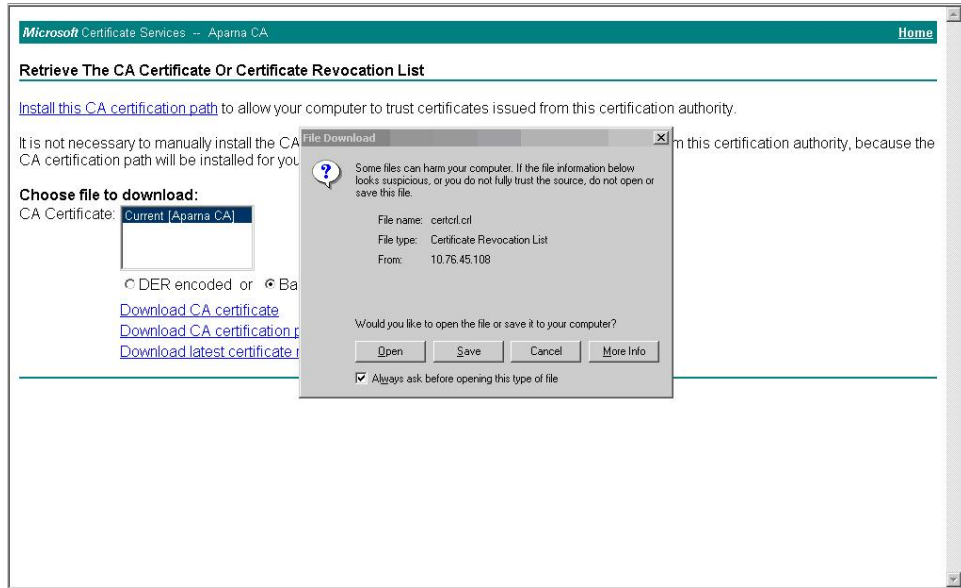 Microsoft Certificate Services -- Aparna CA Home
Retrieve The CA Certificate Or Certificate Revocation List
Install this CA certification path to allow your computer to trust certificates issued from this certification authority.
It is not necessary to manually install the CA
m this certification authority, because the
CA certification path will be installed for you
Choose file to download:
CA Certificate: Current [Aparna CA]
DER encoded or Ba
Download CA certificate
Download CA certification p
Download latest certificate r
File Download
Some files can harm your computer. If the file information below
looks suspicious, or you do not fully trust the source, do not open or
save this file.
File name: certcrl.crl
File type: Certificate Revocation List
From: 10.76.45.108
Would you like to open the file or save it to your computer?
Open Save Cancel More Info
Always ask before opening this type of file